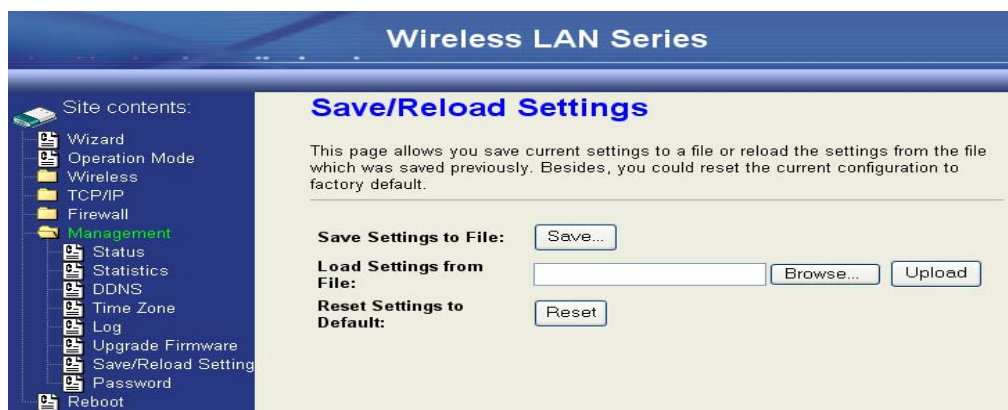 Wireless LAN Series
Site contents:
Wizard
Operation Mode
Wireless
TCP/IP
Firewall
Management
Status
Statistics
DDNS
Time Zone
Log
Upgrade Firmware
Save/Reload Setting
Password
Reboot
Save/Reload Settings
This page allows you save current settings to a file or reload the settings from the file
which was saved previously. Besides, you could reset the current configuration to
factory default.
Save Settings to File: Save...
Load Settings from
File: Browse... Upload
Reset Settings to
Default: Reset